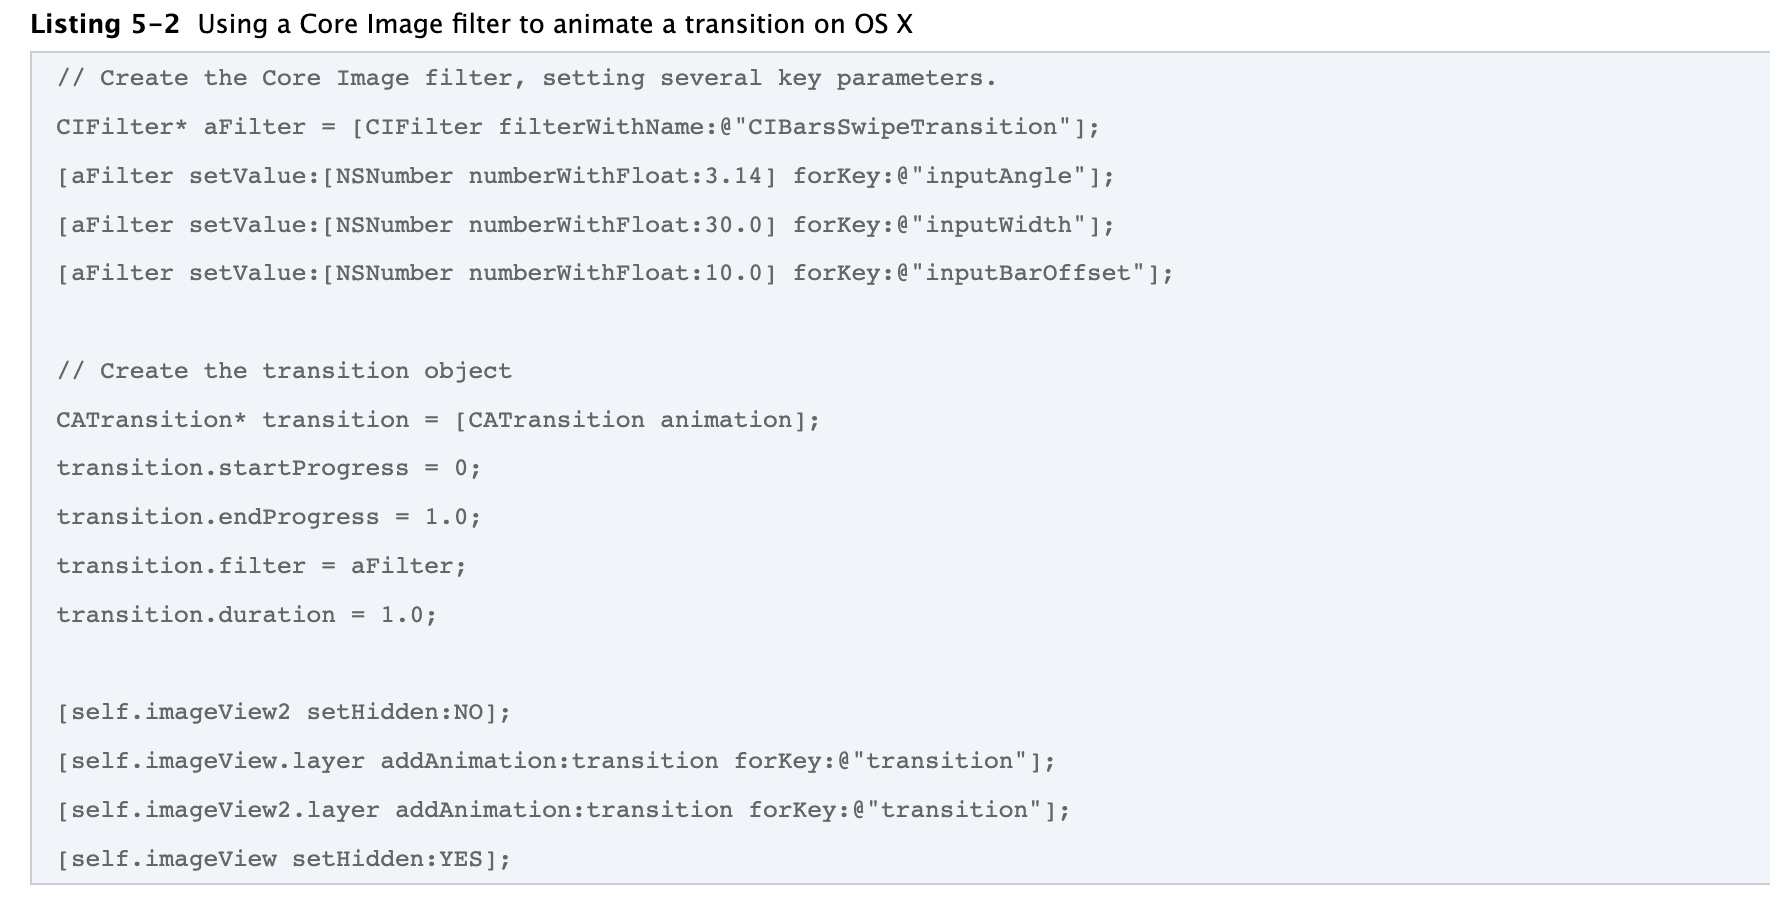 Listing 5-2 Using a Core Image filter to animate a transition on OS X
// Create the Core Image filter, setting several key parameters.
CIFilter* aFilter = [CIFilter filterWithName:@"CIBarsSwipeTransition"];
[aFilter setValue:[NSNumber numberWithFloat:3.14] forKey:@"inputAngle"];
[aFilter setValue:[NSNumber numberWithFloat:30.0] forKey:@"inputWidth"];
[aFilter setValue:[NSNumber numberWithFloat:10.0] forKey:@"inputBarOffset"];
// Create the transition object
CATransition* transition = [CATransition animation];
transition.startProgress = 0;
transition.endProgress = 1.0;
transition.filter = aFilter;
transition.duration = 1.0;
[self.imageView2 setHidden:NO];
[self.imageView.layer addAnimation:transition forKey:@"transition"];
[self.imageView2.layer addAnimation:transition forKey:@"transition"];
[self.imageView setHidden:YES];